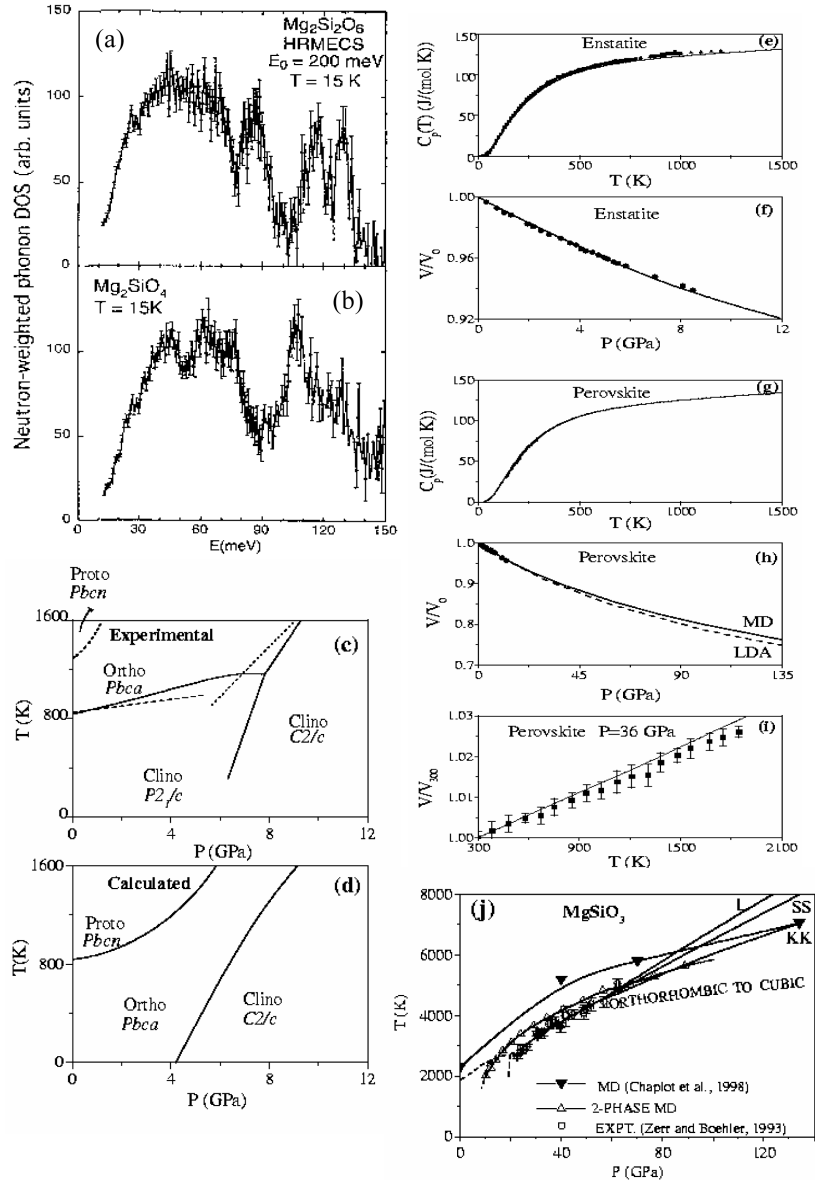 (a)
Mg2Si2O6
HRMECS
E0 = 200 meV
T = 15 K
150
100
50
0
Neutron-weighted phonon DOS (arb. units)
Mg2SiO4
T = 15K
(b)
150
100
50
0
0 30 60 90 120 150
E(meV)
Proto
Pbcn
1600
Experimental
(c)
Ortho
Pbca
T(K)
800
Clino
C2/c
Clino
P21/c
0
0 4 8 12
P (GPa)
1600
Calculated
(d)
Proto
Pbcn
T(K)
800
Ortho
Pbca
Clino
C2/c
0
0 4 8 12
P (GPa)
Enstatite
(e)
150
100
50
0
Cp(T) (J/(mol K))
0 500 1000 1500
T (K)
1.00
Enstatite
(f)
V/V0
0.96
0.92
0 4 8 12
P (GPa)
150
Perovskite
(g)
100
50
0
Cp(J/(mol K))
0 500 1000 1500
T (K)
1.0
Perovskite
(h)
0.9
V/V0
0.8
MD
LDA
0.7
0 45 90 135
P (GPa)
1.03
Perovskite P=36 GPa
(i)
1.02
V/V300
1.01
1.00
300 900 1500 2100
T (K)
8000
(j)
MgSiO3
L
SS
KK
6000
ORTHORHOMBIC TO CUBIC
T (K)
4000
2000
MD (Chaplot et al., 1998)
2-PHASE MD
EXPT. (Zerr and Boehler, 1993)
0
0 40 80 120 140
P (GPa)